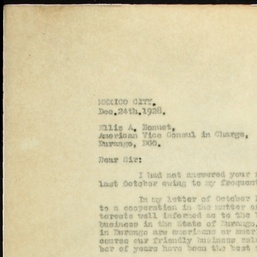 MEXICO CITY.
Dec. 24th. 1928.
Ellis A. Bonnet,
American Vice Consul in Charge,
Durango, DGO.
Dear Sir:
I had not answered your
last October owing to my frequent
In my letter of October
to a cooperation in the matter
terests well informed as to the
business in the State of Durango,
in Durango are americans or
course our friendly business
ber of years have been the best